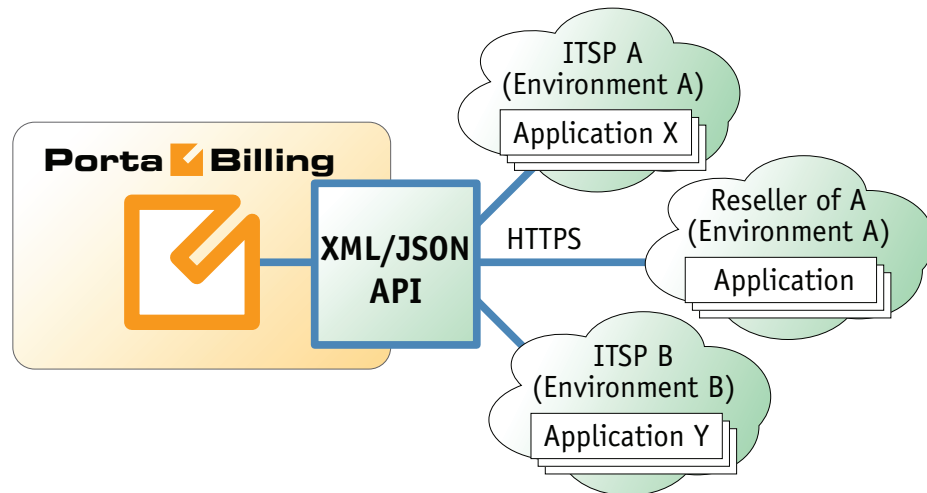 ITSP A
(Environment A)
Application X
Porta Billing
XML/JSON
API
HTTPS
Reseller of A
(Environment A)
Application
ITSP B
(Environment B)
Application Y